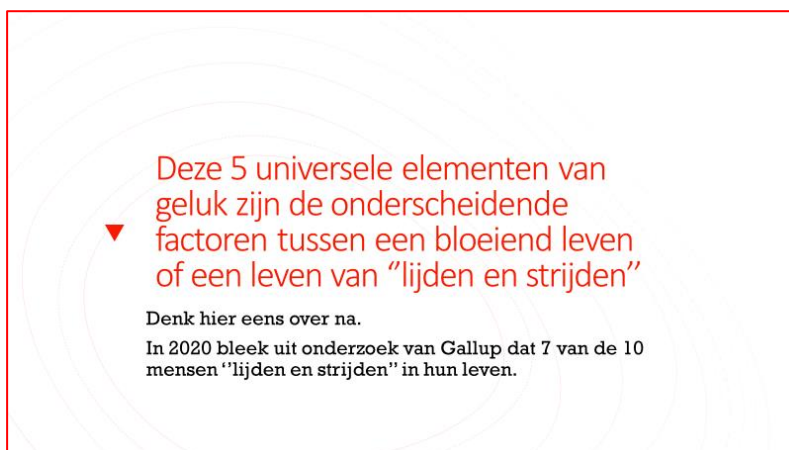 Deze 5 universele elementen van
geluk zijn de onderscheidende
factoren tussen een bloeiend leven
of een leven van “lijden en strijden”
Denk hier eens over na.
In 2020 bleek uit onderzoek van Gallup dat 7 van de 10
mensen ‘’lijden en strijden” in hun leven.